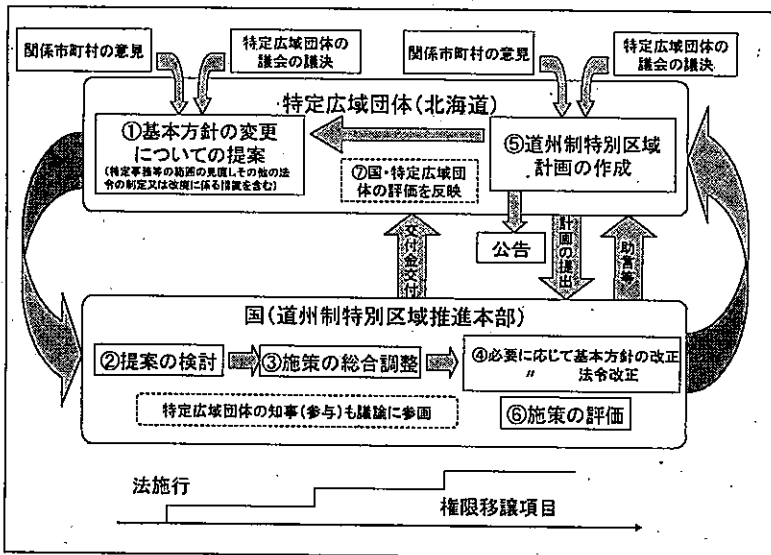 関係市町村の意見
特定広域団体の
議会の議決
関係市町村の意見
特定広域団体の
議会の議決
特定広域団体(北海道)
①基本方針の変更
についての提案
(特定事務等の範囲の見直しその他の法
令の制定又は改廃に係る措置を含む)
⑤道州制特別区域
計画の作成
⑦国・特定広域団
体の評価を反映
交付金交付
公告
計画の提出
助言等
国(道州制特別区域推進本部)
②提案の検討
③施策の総合調整
④必要に応じて基本方針の改正
〃 法令改正
特定広域団体の知事(参与)も議論に参画
⑥施策の評価
法施行
権限移譲項目